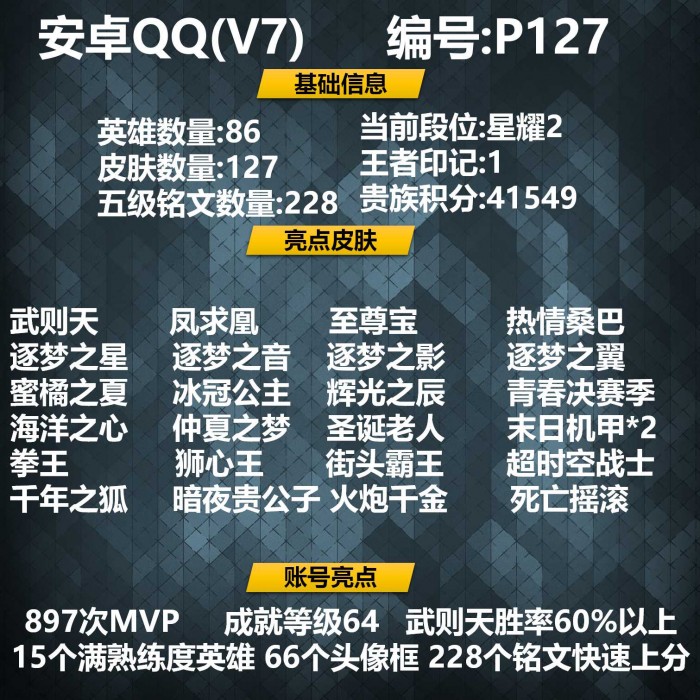 安卓QQ(V7) 编号:P127
基础信息
英雄数量:86 当前段位:星耀2
皮肤数量:127 王者印记:1
五级铭文数量:228 贵族积分:41549
亮点皮肤
武则天 凤求凰 至尊宝 热情桑巴
逐梦之星 逐梦之音 逐梦之影 逐梦之翼
蜜橘之夏 冰冠公主 辉光之辰 青春决赛季
海洋之心 仲夏之梦 圣诞老人 末日机甲*2
拳王 狮心王 街头霸王 超时空战士
千年之狐 暗夜贵公子 火炮千金 死亡摇滚
账号亮点
897次MVP 成就等级64 武则天胜率60%以上
15个满熟练度英雄 66个头像框 228个铭文快速上分